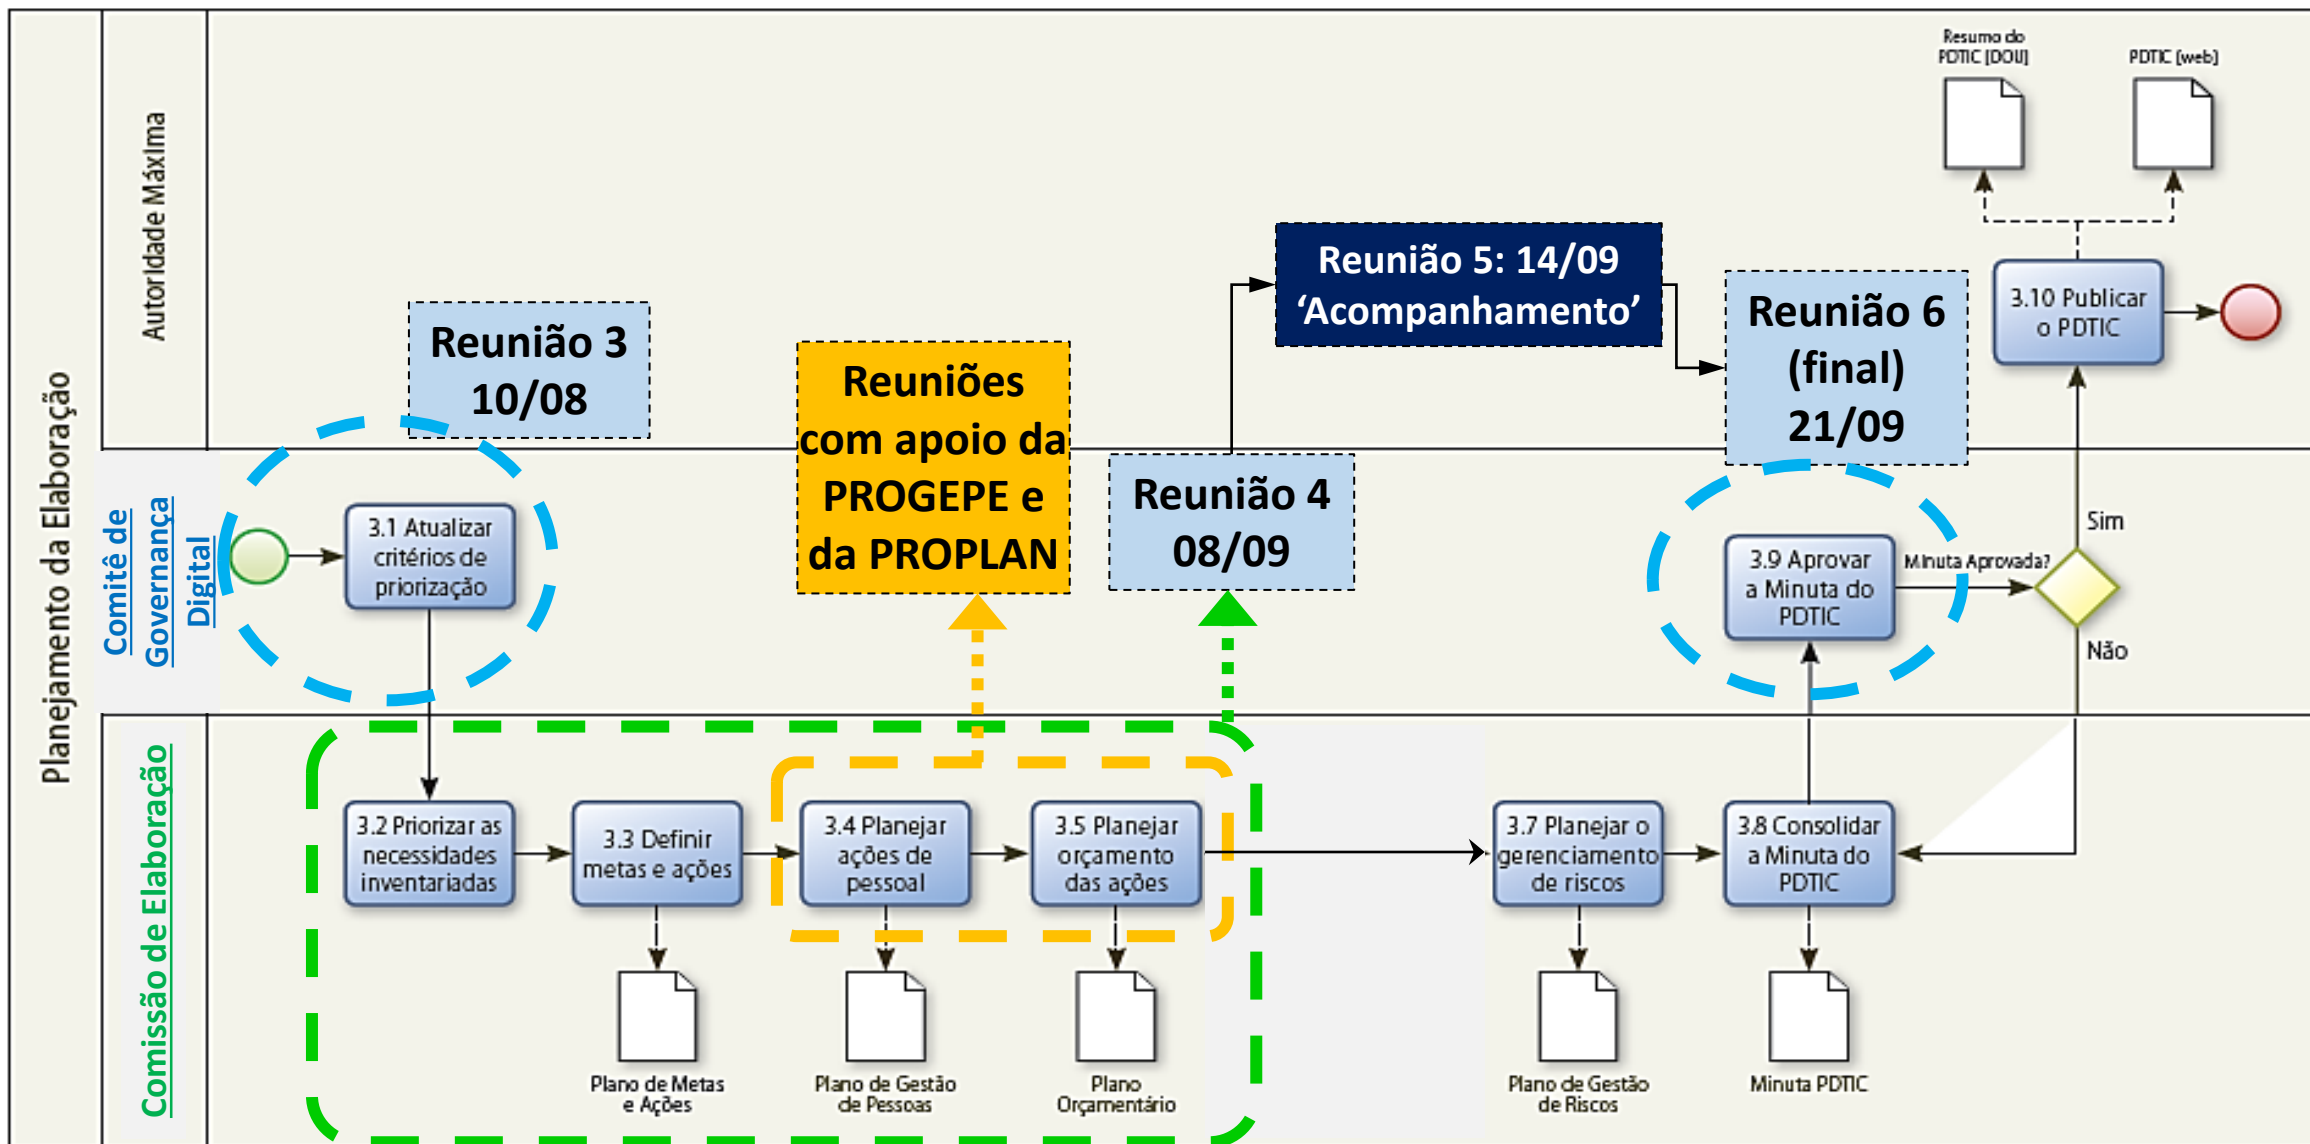 Planejamento da Elaboração
Autoridade Máxima
Resumo do
PDTIC [DOU]
PDTIC [web]
Reunião 5: 14/09
‘Acompanhamento’
Reunião 6
(final)
21/09
3.10 Publicar
o PDTIC
Reunião 3
10/08
Reuniões
com apoio da
PROGEPE e
da PROPLAN
Reunião 4
08/09
Comitê de
Governança
Digital
3.1 Atualizar
critérios de
priorização
3.9 Aprovar
a Minuta do
PDTIC
Minuta Aprovada?
Sim
Não
Comissão de Elaboração
3.2 Priorizar as
necessidades
inventariadas
3.3 Definir
metas e ações
3.4 Planejar
ações de
pessoal
3.5 Planejar
orçamento
das ações
3.7 Planejar o
gerenciamento
de riscos
3.8 Consolidar
a Minuta do
PDTIC
Plano de Metas
e Ações
Plano de Gestão
de Pessoas
Plano
Orçamentário
Plano de Gestão
de Riscos
Minuta PDTIC